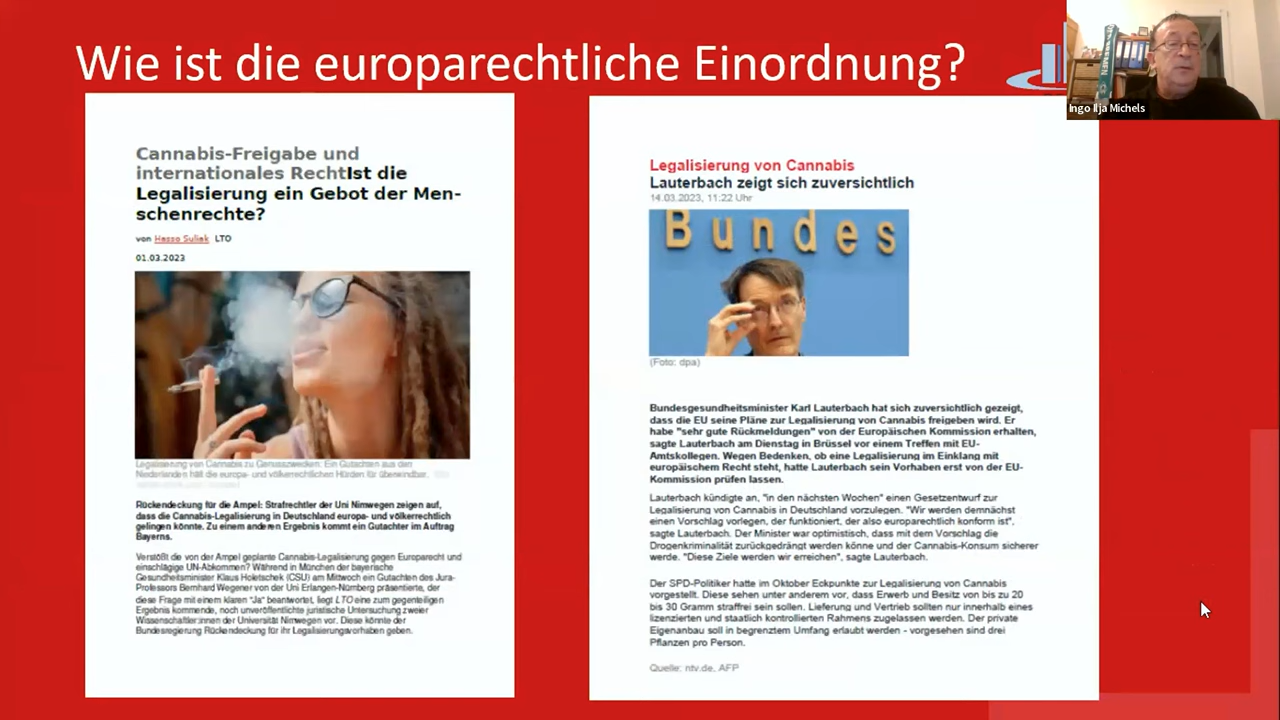 Wie ist die europarechtliche Einordnung?
Ingo Ilja Michels
Cannabis-Freigabe und
internationales RechtIst die
Legalisierung ein Gebot der Men-
schenrechte?
von Hasso Suliak LTO
01.03.2023
Legalisierung von Cannabis zu Genusszwecken: Ein Gutachten aus den
Niederlanden hält die europa- und völkerrechtlichen Hürden für überwindbar.
Rückendeckung für die Ampel: Strafrechtler der Uni Nimwegen zeigen auf,
dass die Cannabis-Legalisierung in Deutschland europa- und völkerrechtlich
gelingen könnte. Zu einem anderen Ergebnis kommt ein Gutachter im Auftrag
Bayerns.
Verstößt die von der Ampel geplante Cannabis-Legalisierung gegen Europarecht und
einschlägige UN-Abkommen? Während in München der bayerische
Gesundheitsminister Klaus Holetschek (CSU) am Mittwoch ein Gutachten des Jura-
Professors Bernhard Wegener von der Uni Erlangen-Nürnberg präsentierte, der
diese Frage mit einem klaren "Ja" beantwortet, liegt LTO eine zum gegenteiligen
Ergebnis kommende, noch unveröffentlichte juristische Untersuchung zweier
Wissenschaftler:innen der Universität Nimwegen vor. Diese könnte der
Bundesregierung Rückendeckung für ihr Legalisierungsvorhaben geben.
Legalisierung von Cannabis
Lauterbach zeigt sich zuversichtlich
14.03.2023, 11:22 Uhr
Bundes
(Foto: dpa)
Bundesgesundheitsminister Karl Lauterbach hat sich zuversichtlich gezeigt,
dass die EU seine Pläne zur Legalisierung von Cannabis freigeben wird. Er
habe "sehr gute Rückmeldungen" von der Europäischen Kommission erhalten,
sagte Lauterbach am Dienstag in Brüssel vor einem Treffen mit EU-
Amtskollegen. Wegen Bedenken, ob eine Legalisierung im Einklang mit
europäischem Recht steht, hatte Lauterbach sein Vorhaben erst von der EU-
Kommission prüfen lassen.
Lauterbach kündigte an, "in den nächsten Wochen" einen Gesetzentwurf zur
Legalisierung von Cannabis in Deutschland vorzulegen. "Wir werden demnächst
einen Vorschlag vorlegen, der funktioniert, der also europarechtlich konform ist",
sagte Lauterbach. Der Minister war optimistisch, dass mit dem Vorschlag die
Drogenkriminalität zurückgedrängt werden könne und der Cannabis-Konsum sicherer
werde. "Diese Ziele werden wir erreichen", sagte Lauterbach.
Der SPD-Politiker hatte im Oktober Eckpunkte zur Legalisierung von Cannabis
vorgestellt. Diese sehen unter anderem vor, dass Erwerb und Besitz von bis zu 20
bis 30 Gramm straffrei sein sollen. Lieferung und Vertrieb sollten nur innerhalb eines
lizenzierten und staatlich kontrollierten Rahmens zugelassen werden. Der private
Eigenanbau soll in begrenztem Umfang erlaubt werden - vorgesehen sind drei
Pflanzen pro Person.
Quelle: ntv.de, AFP